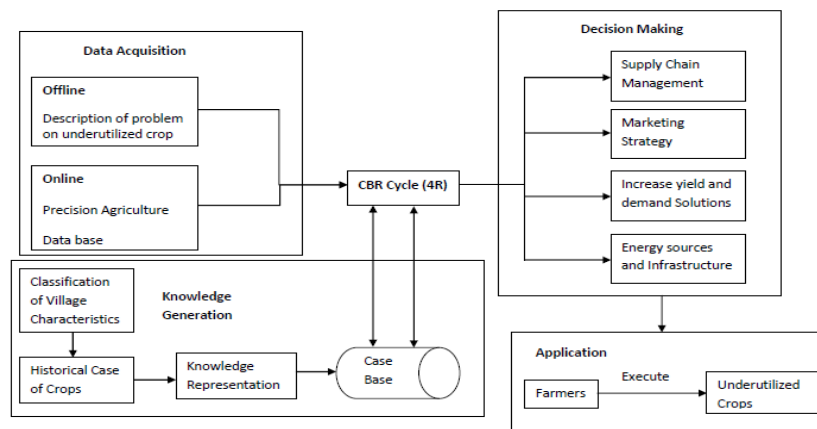 Data Acquisition
Offline
Description of problem
on underutilized crop
Online
Precision Agriculture
Data base
CBR Cycle (4R)
Decision Making
Supply Chain
Management
Marketing
Strategy
Increase yield and
demand Solutions
Energy sources
and Infrastructure
Classification
of Village
Characteristics
Knowledge
Generation
Historical Case
of Crops
Knowledge
Representation
Case
Base
Application
Farmers
Execute
Underutilized
Crops